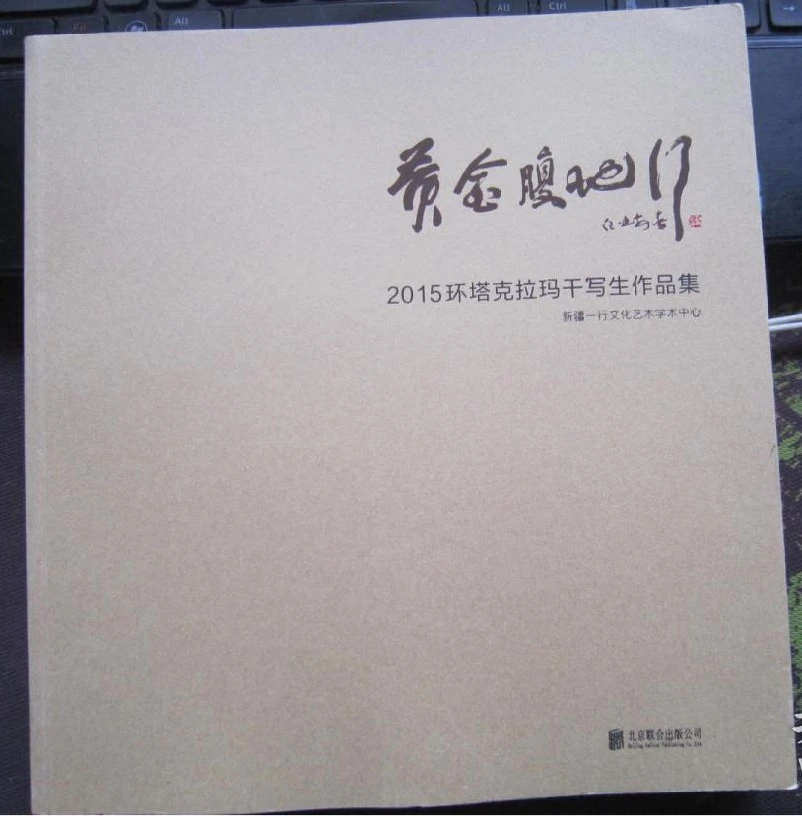 Alt
Alt
Ctrl
黄金腹地行
2015环塔克拉玛干写生作品集
新疆一行文化艺术学术中心
北京联合出版公司
Beijing United Publishing Co.,Ltd.